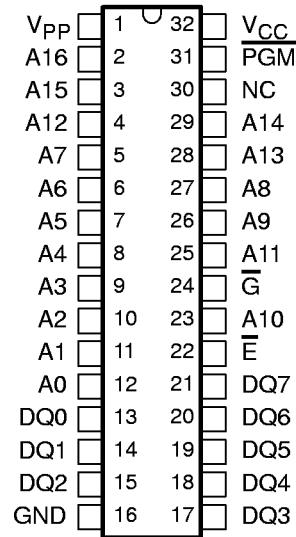 VPP 1 32 VCC
A16 2 31 PGM
A15 3 30 NC
A12 4 29 A14
A7 5 28 A13
A6 6 27 A8
A5 7 26 A9
A4 8 25 A11
A3 9 24 G
A2 10 23 A10
A1 11 22 E
A0 12 21 DQ7
DQ0 13 20 DQ6
DQ1 14 19 DQ5
DQ2 15 18 DQ4
GND 16 17 DQ3